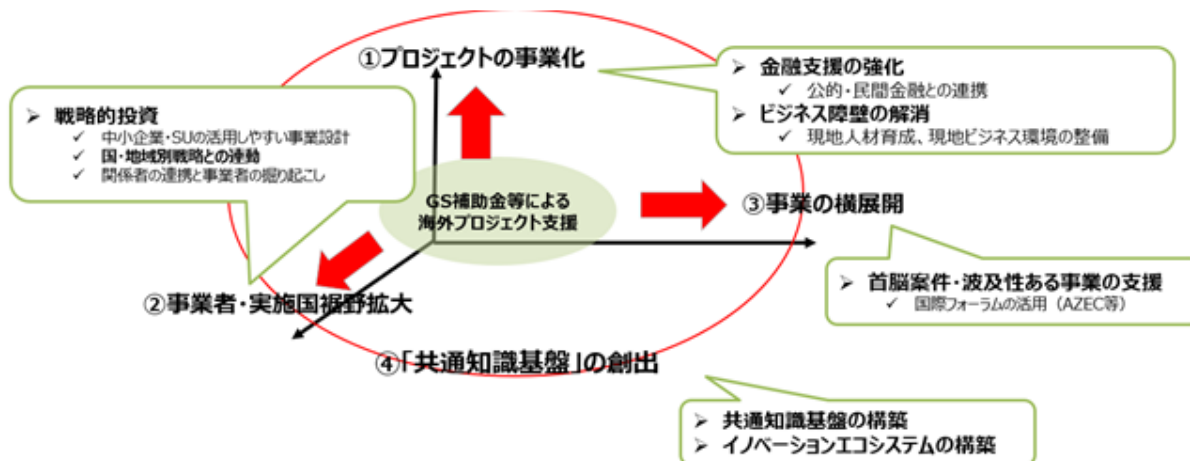 ①プロジェクトの事業化
➢ 金融支援の強化
✓ 公的・民間金融との連携
➢ ビジネス障壁の解消
✓ 現地人材育成、現地ビジネス環境の整備
➢ 戦略的投資
✓ 中小企業・SUの活用しやすい事業設計
✓ 国・地域別戦略との連動
✓ 関係者の連携と事業者の掘り起こし
GS補助金等による
海外プロジェクト支援
③事業の横展開
➢ 首脳案件・波及性ある事業の支援
✓ 国際フォーラムの活用（AZEC等）
②事業者・実施国裾野拡大
④「共通知識基盤」の創出
➢ 共通知識基盤の構築
➢ イノベーションエコシステムの構築